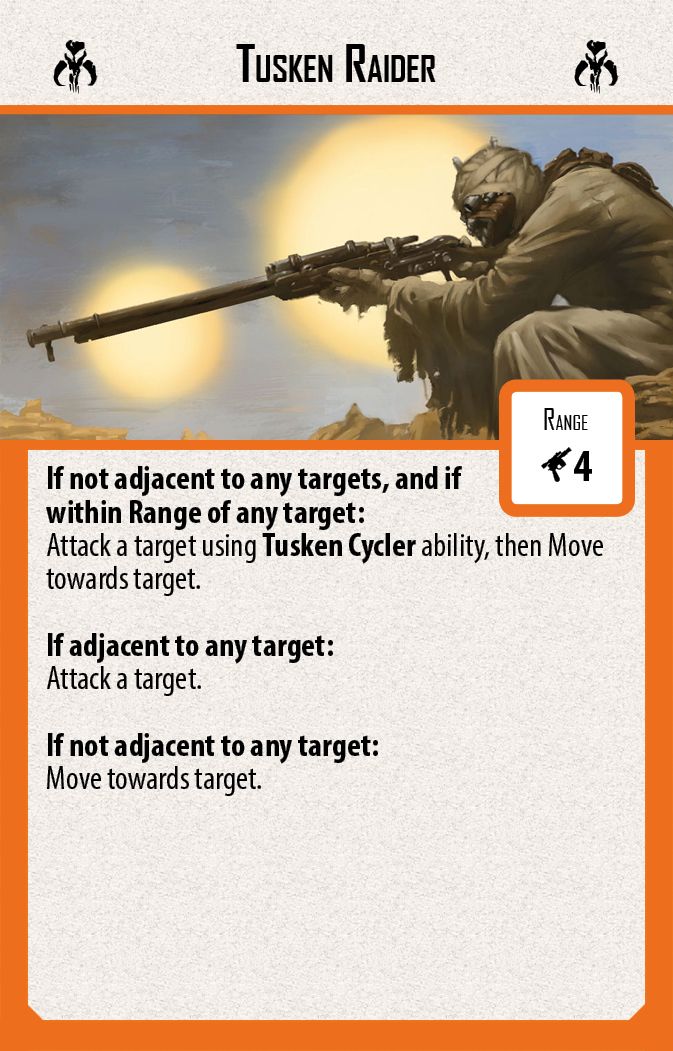 Tusken Raider
Range
4
If not adjacent to any targets, and if
within Range of any target:
Attack a target using Tusken Cycler ability, then Move
towards target.
If adjacent to any target:
Attack a target.
If not adjacent to any target:
Move towards target.